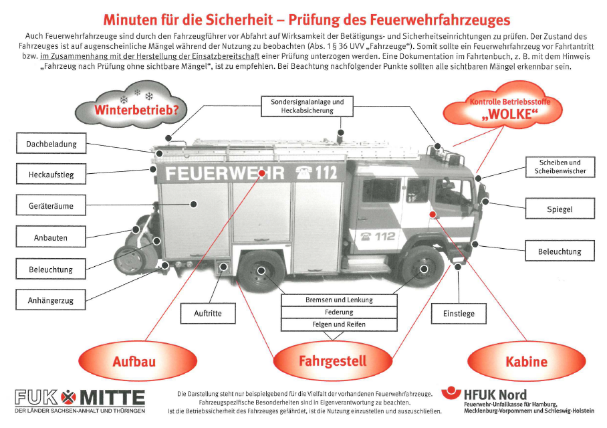 Minuten für die Sicherheit – Prüfung des Feuerwehrfahrzeuges
Auch Feuerwehrfahrzeuge sind durch den Fahrzeugführer vor Abfahrt auf Wirksamkeit der Betätigungs- und Sicherheitseinrichtungen zu prüfen. Der Zustand des
Fahrzeuges ist auf augenscheinliche Mängel während der Nutzung zu beobachten (Abs. 1 § 36 UVV „Fahrzeuge“). Somit sollte ein Feuerwehrfahrzeug vor Fahrtantritt
bzw. im Zusammenhang mit der Herstellung der Einsatzbereitschaft einer Prüfung unterzogen werden. Eine Dokumentation im Fahrtenbuch, z. B. mit dem Hinweis
„Fahrzeug nach Prüfung ohne sichtbare Mängel“, ist zu empfehlen. Bei Beachtung nachfolgender Punkte sollten alle sichtbaren Mängel erkennbar sein.
Winterbetrieb?
Sondersignalanlage und
Heckabsicherung
Kontrolle Betriebsstoffe
„WOLKE“
Dachbeladung
Heckaufstieg
Geräteräume
Anbauten
Beleuchtung
Anhängerzug
FEUERWEHR ☎ 112
☎ 112
Scheiben und
Scheibenwischer
Spiegel
Beleuchtung
Auftritte
Bremsen und Lenkung
Federung
Felgen und Reifen
Einstiege
Aufbau
Fahrgestell
Kabine
FUK MITTE
DER LÄNDER SACHSEN-ANHALT UND THÜRINGEN
Die Darstellung steht nur beispielgebend für die Vielfalt der vorhandenen Feuerwehrfahrzeuge.
Fahrzeugspezifische Besonderheiten sind in Eigenverantwortung zu beachten.
Ist die Betriebssicherheit des Fahrzeuges gefährdet, ist die Nutzung einzustellen und auszuschließen.
HFUK Nord
Feuerwehr-Unfallkasse für Hamburg,
Mecklenburg-Vorpommern und Schleswig-Holstein